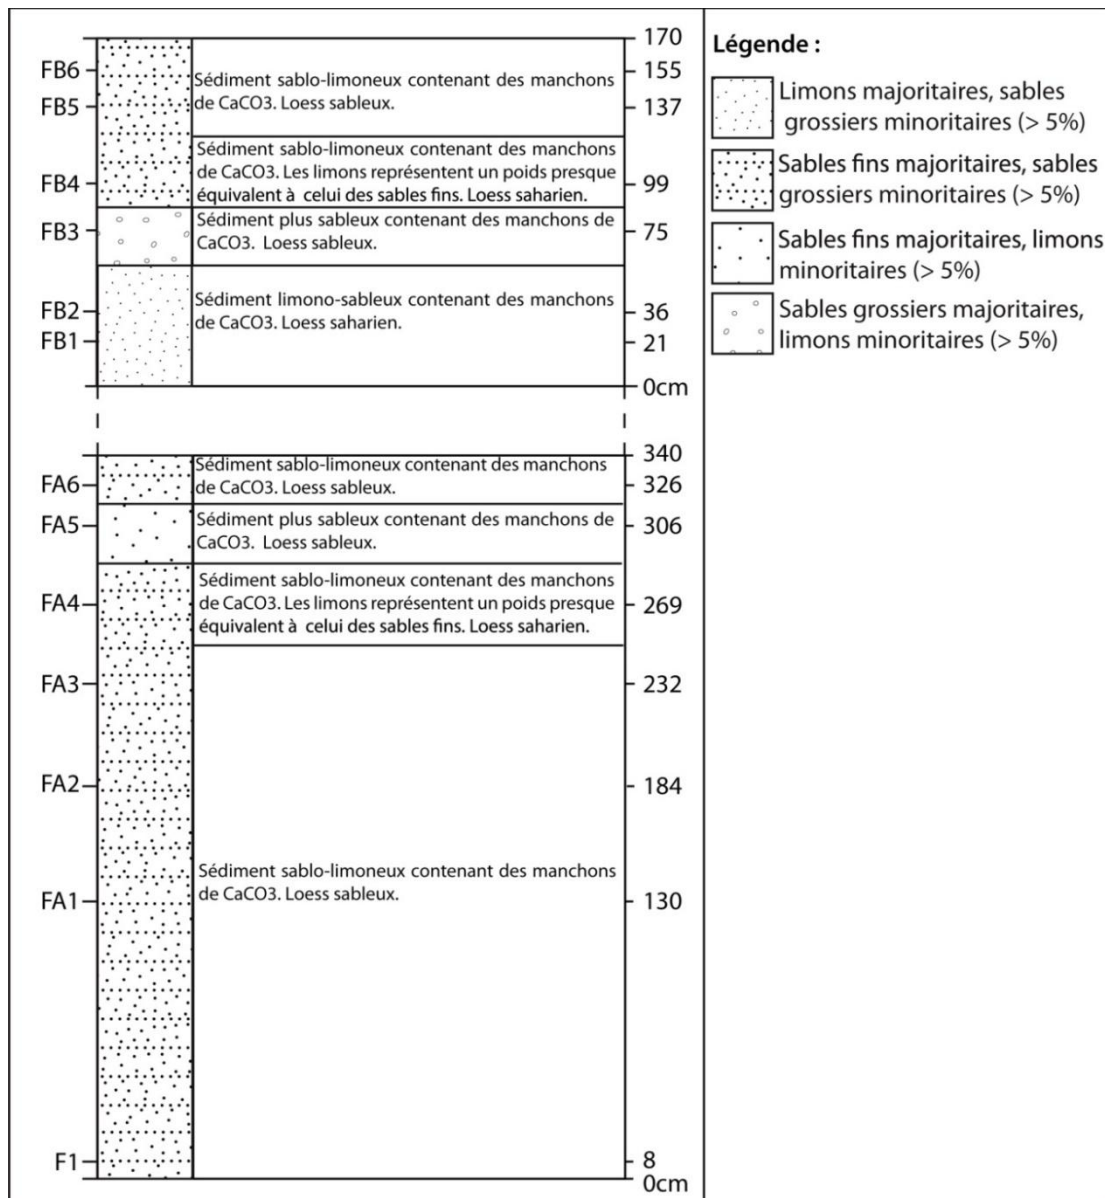 170
FB6
155
Sédiment sablo-limoneux contenant des manchons
de CaCO3. Loess sableux.
FB5
137
Sédiment sablo-limoneux contenant des manchons
de CaCO3. Les limons représentent un poids presque
équivalent à celui des sables fins. Loess saharien.
FB4
99
Sédiment plus sableux contenant des manchons de
CaCO3. Loess sableux.
FB3
75
Sédiment limono-sableux contenant des manchons
de CaCO3. Loess saharien.
FB2
36
FB1
21
0cm
340
Sédiment sablo-limoneux contenant des manchons
de CaCO3. Loess sableux.
FA6
326
Sédiment plus sableux contenant des manchons de
CaCO3. Loess sableux.
FA5
306
Sédiment sablo-limoneux contenant des manchons
de CaCO3. Les limons représentent un poids presque
équivalent à celui des sables fins. Loess saharien.
FA4
269
FA3
232
FA2
184
Sédiment sablo-limoneux contenant des manchons
de CaCO3. Loess sableux.
FA1
130
F1
8
0cm
Légende :
Limons majoritaires, sables
grossiers minoritaires (> 5%)
Sables fins majoritaires, sables
grossiers minoritaires (> 5%)
Sables fins majoritaires, limons
minoritaires (> 5%)
Sables grossiers majoritaires,
limons minoritaires (> 5%)